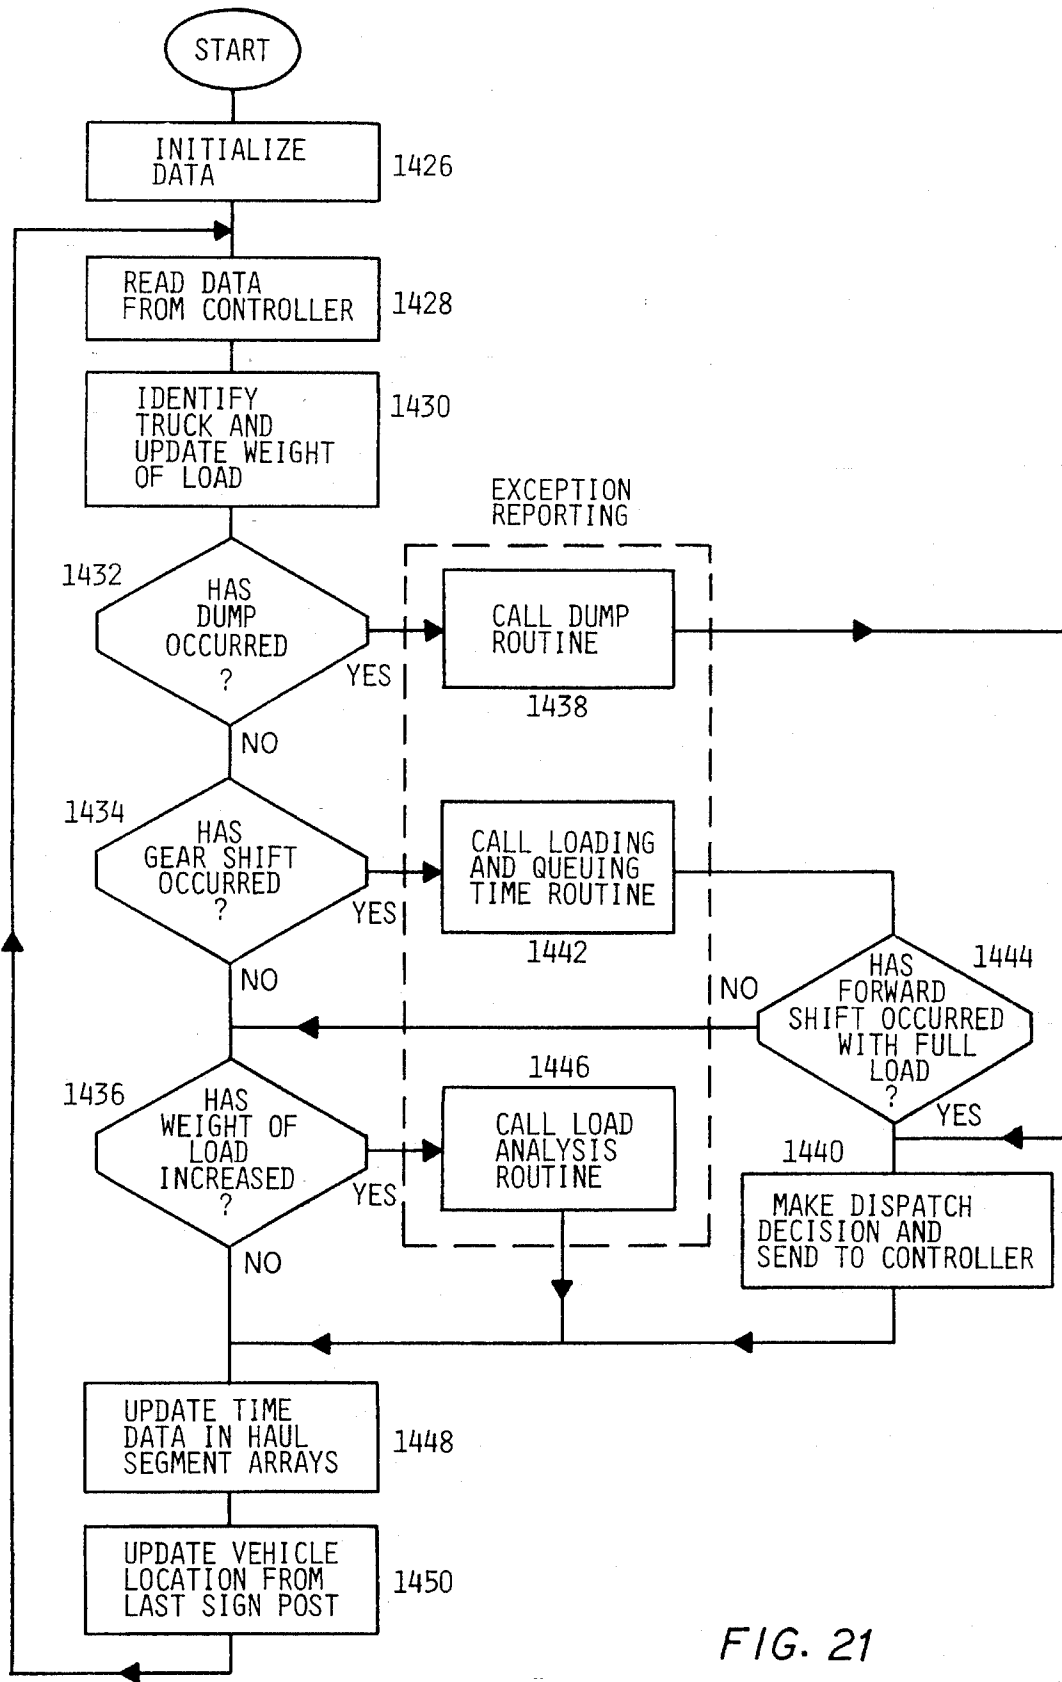 START
INITIALIZE
DATA
1426
READ DATA
FROM CONTROLLER
1428
IDENTIFY
TRUCK AND
UPDATE WEIGHT
OF LOAD
1430
EXCEPTION
REPORTING
1432
HAS
DUMP
OCCURRED
?
YES
NO
CALL DUMP
ROUTINE
1438
1434
HAS
GEAR SHIFT
OCCURRED
?
YES
NO
CALL LOADING
AND QUEUING
TIME ROUTINE
1442
1444
HAS
FORWARD
SHIFT OCCURRED
WITH FULL
LOAD
?
NO
YES
1436
HAS
WEIGHT OF
LOAD
INCREASED
?
YES
NO
1446
CALL LOAD
ANALYSIS
ROUTINE
1440
MAKE DISPATCH
DECISION AND
SEND TO CONTROLLER
UPDATE TIME
DATA IN HAUL
SEGMENT ARRAYS
1448
UPDATE VEHICLE
LOCATION FROM
LAST SIGN POST
1450
FIG. 21